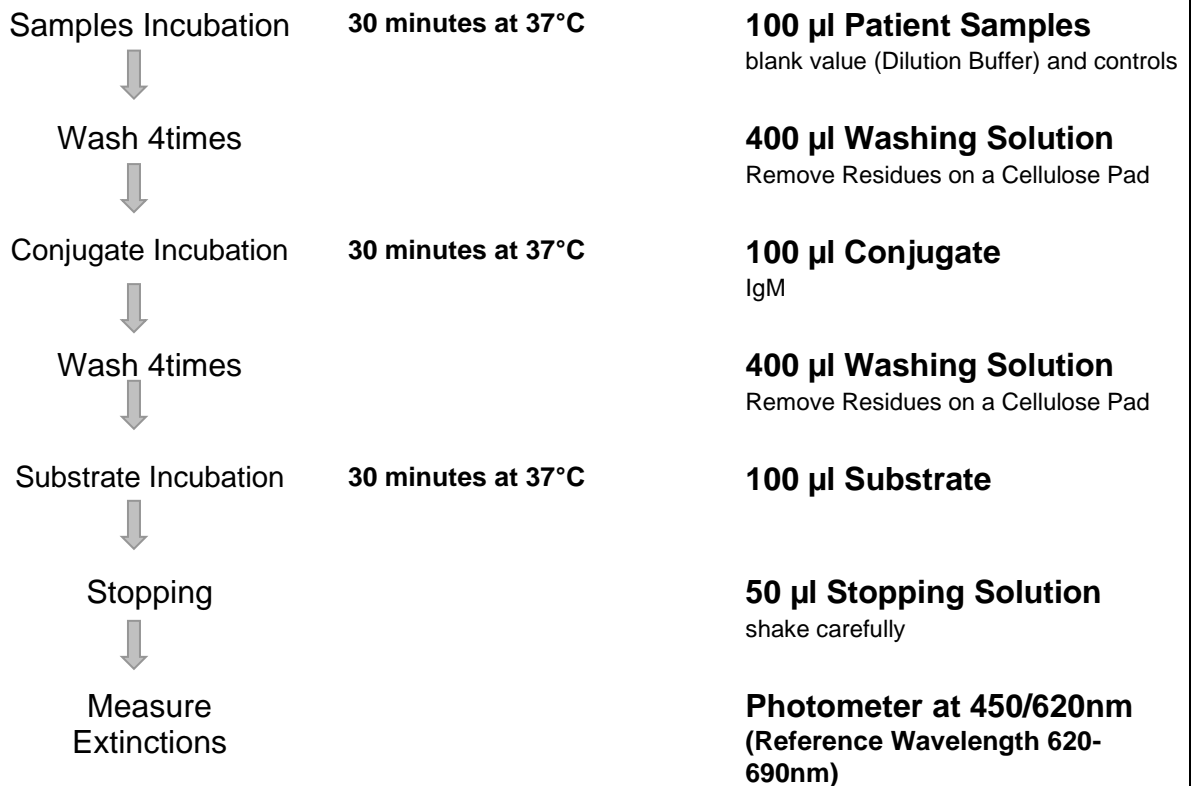 Samples Incubation 30 minutes at 37°C 100 µl Patient Samples
blank value (Dilution Buffer) and controls
Wash 4times 400 µl Washing Solution
Remove Residues on a Cellulose Pad
Conjugate Incubation 30 minutes at 37°C 100 µl Conjugate
IgM
Wash 4times 400 µl Washing Solution
Remove Residues on a Cellulose Pad
Substrate Incubation 30 minutes at 37°C 100 µl Substrate
Stopping 50 µl Stopping Solution
shake carefully
Measure Photometer at 450/620nm
Extinctions (Reference Wavelength 620-
690nm)